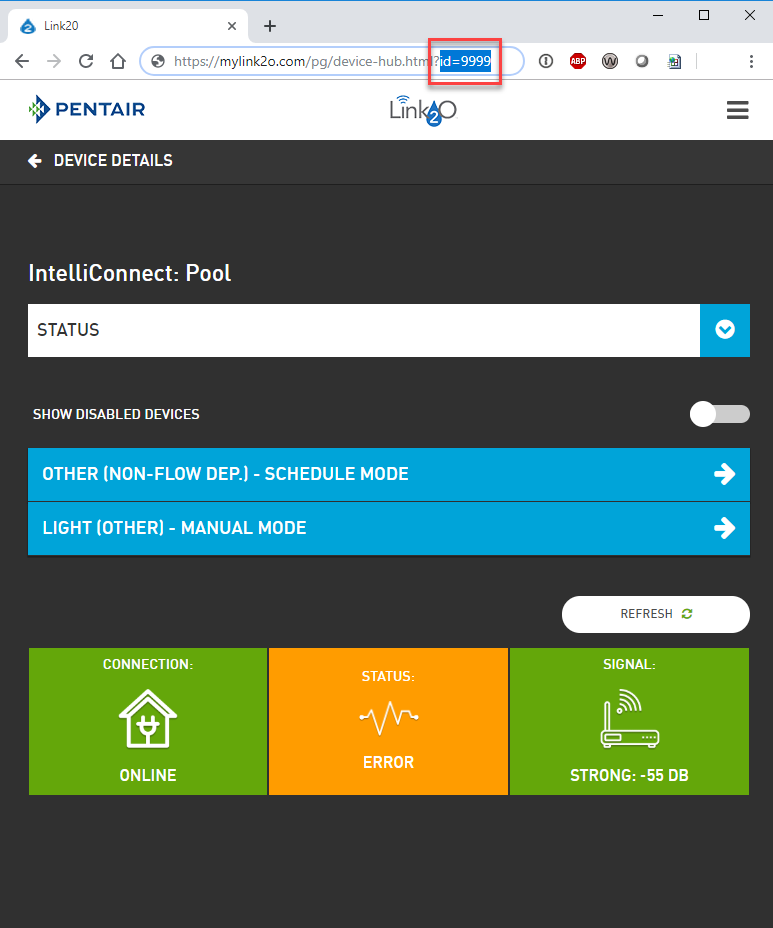 Link20
https://mylink2o.com/pg/device-hub.html?id=9999
ABP
W
PENTAIR
Link2O
DEVICE DETAILS
IntelliConnect: Pool
STATUS
SHOW DISABLED DEVICES
OTHER (NON-FLOW DEP.) - SCHEDULE MODE
LIGHT (OTHER) - MANUAL MODE
REFRESH
CONNECTION:
ONLINE
STATUS:
ERROR
SIGNAL:
STRONG: -55 DB